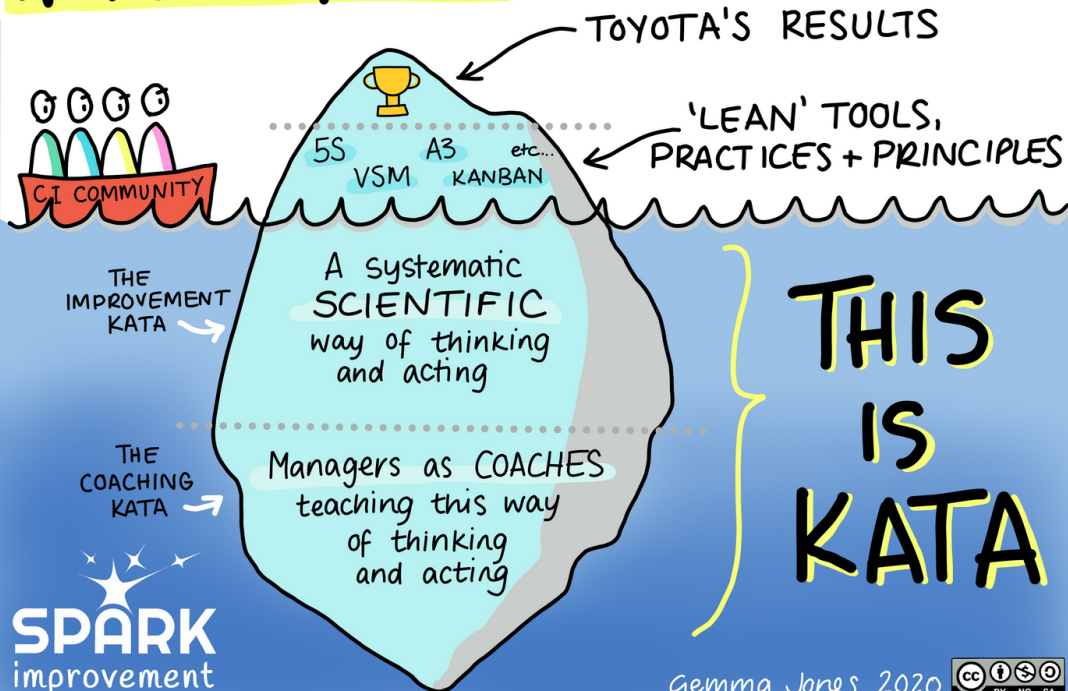 TOYOTA'S RESULTS
'LEAN' TOOLS,
PRACTICES + PRINCIPLES
5S A3 etc...
VSM KANBAN
CI COMMUNITY
THE
IMPROVEMENT
KATA
A systematic
SCIENTIFIC
way of thinking
and acting
THE
COACHING
KATA
Managers as COACHES
teaching this way
of thinking
and acting
THIS
IS
KATA
SPARK
improvement
Gemma Jones 2020
cc